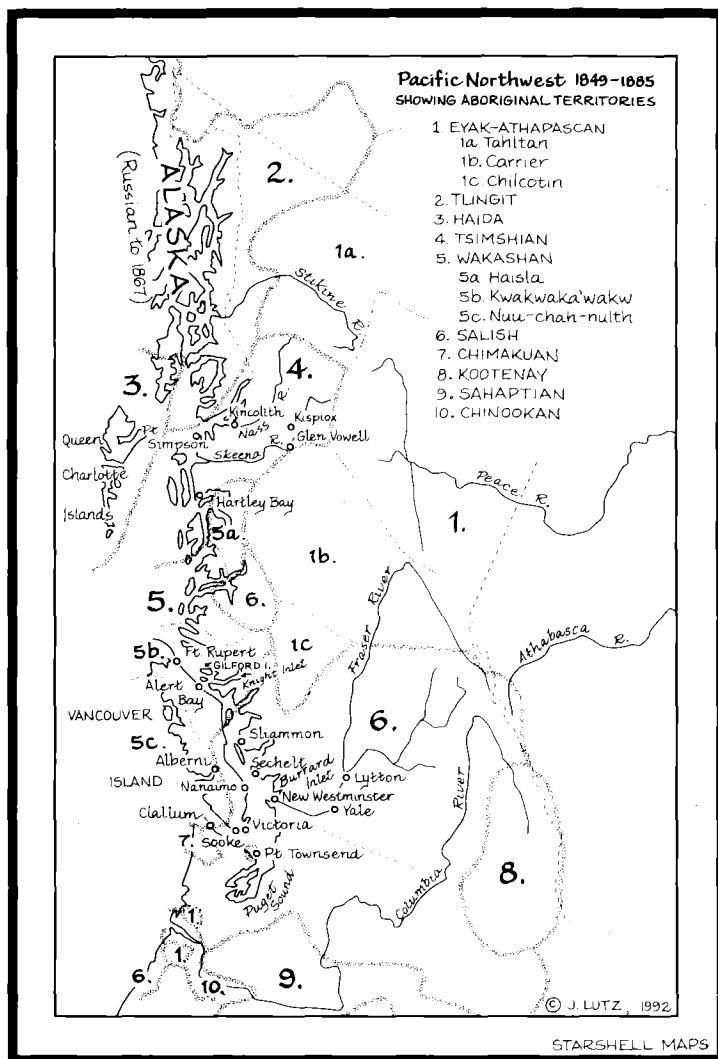 Pacific Northwest 1849-1885
SHOWING ABORIGINAL TERRITORIES
1. EYAK-ATHAPASCAN
1a. Tahltan
1b. Carrier
1c. Chilcotin
2. TLINGIT
3. HAIDA
4. TSIMSHIAN
5. WAKASHAN
5a Haisla
5b. Kwakwaka'wakw
5c. Nuu-chah-nulth
6. SALISH
7. CHIMAKUAN
8. KOOTENAY
9. SAHAPTIAN
10. CHINOOKAN
ALASKA
(Russian to 1867)
2.
1a.
Stikine R.
3.
4.
Kincolith
Nass R.
Kispiox
Glen Vowell
Pt. Simpson
Skeena R.
Queen
Charlotte
Islands
Hartley Bay
5a.
Peace R.
1.
1b.
5.
6.
1c
Fraser River
Athabasca R.
5b.
Ft Rupert
GILFORD I.
Knight Inlet
Alert
Bay
VANCOUVER
ISLAND
5c.
Sliammon
6.
Alberni
Sechelt
Burrard
Inlet
Lytton
Nanaimo
New Westminster
Yale
Clallum
Victoria
7.
Sooke
Pt. Townsend
Puget
Sound
Columbia River
8.
1.
1.
6.
10.
9.
© J. LUTZ, 1992
STARSHELL MAPS